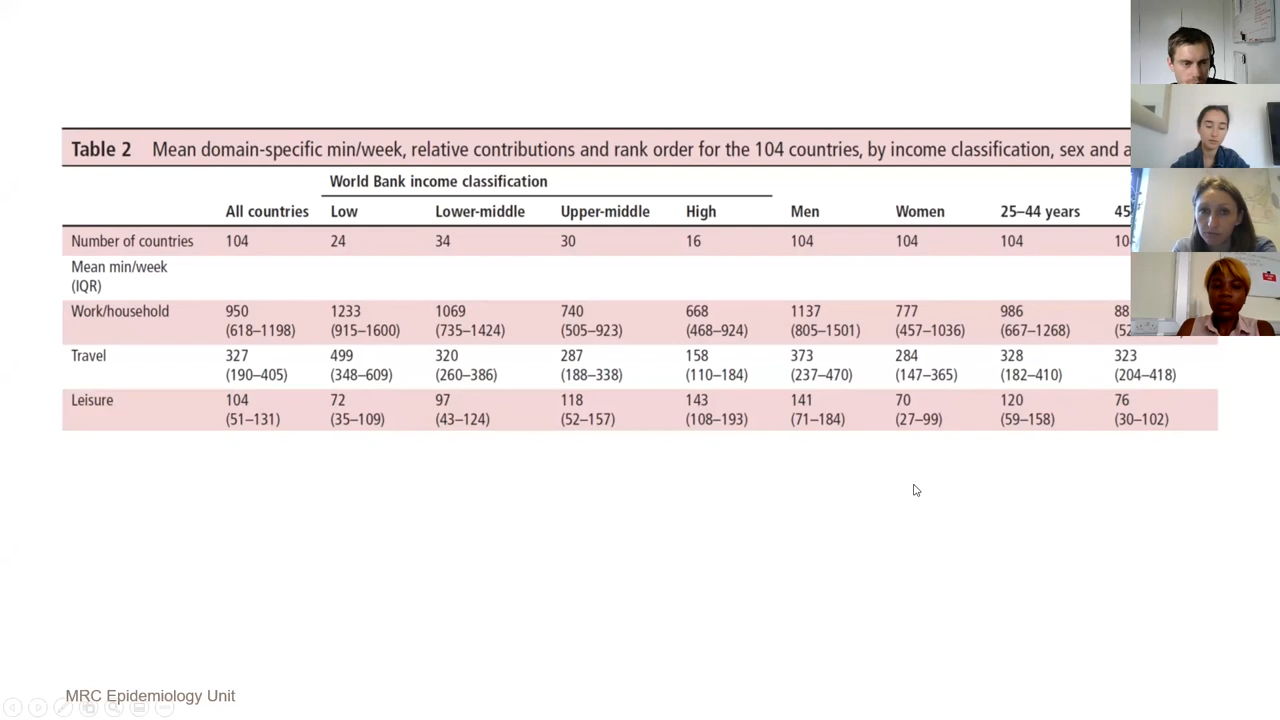 Table 2 Mean domain-specific min/week, relative contributions and rank order for the 104 countries, by income classification, sex and a
World Bank income classification
All countries Low Lower-middle Upper-middle High Men Women 25–44 years 45
Number of countries 104 24 34 30 16 104 104 104 10
Mean min/week
(IQR)
Work/household 950 1233 1069 740 668 1137 777 986 88
(618–1198) (915–1600) (735–1424) (505–923) (468–924) (805–1501) (457–1036) (667–1268) (52
Travel 327 499 320 287 158 373 284 328 323
(190–405) (348–609) (260–386) (188–338) (110–184) (237–470) (147–365) (182–410) (204–418)
Leisure 104 72 97 118 143 141 70 120 76
(51–131) (35–109) (43–124) (52–157) (108–193) (71–184) (27–99) (59–158) (30–102)
MRC Epidemiology Unit